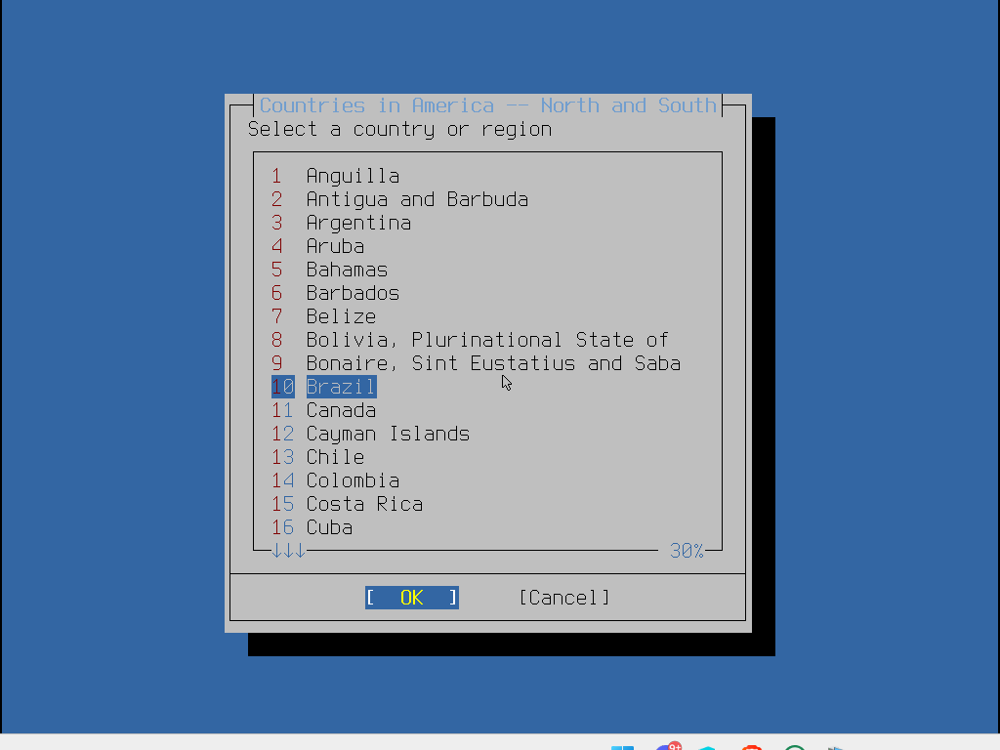 Countries in America -- North and South
Select a country or region
1 Anguilla
2 Antigua and Barbuda
3 Argentina
4 Aruba
5 Bahamas
6 Barbados
7 Belize
8 Bolivia, Plurinational State of
9 Bonaire, Sint Eustatius and Saba
10 Brazil
11 Canada
12 Cayman Islands
13 Chile
14 Colombia
15 Costa Rica
16 Cuba
↓↓↓ 30%
[ OK ] [Cancel]
9+